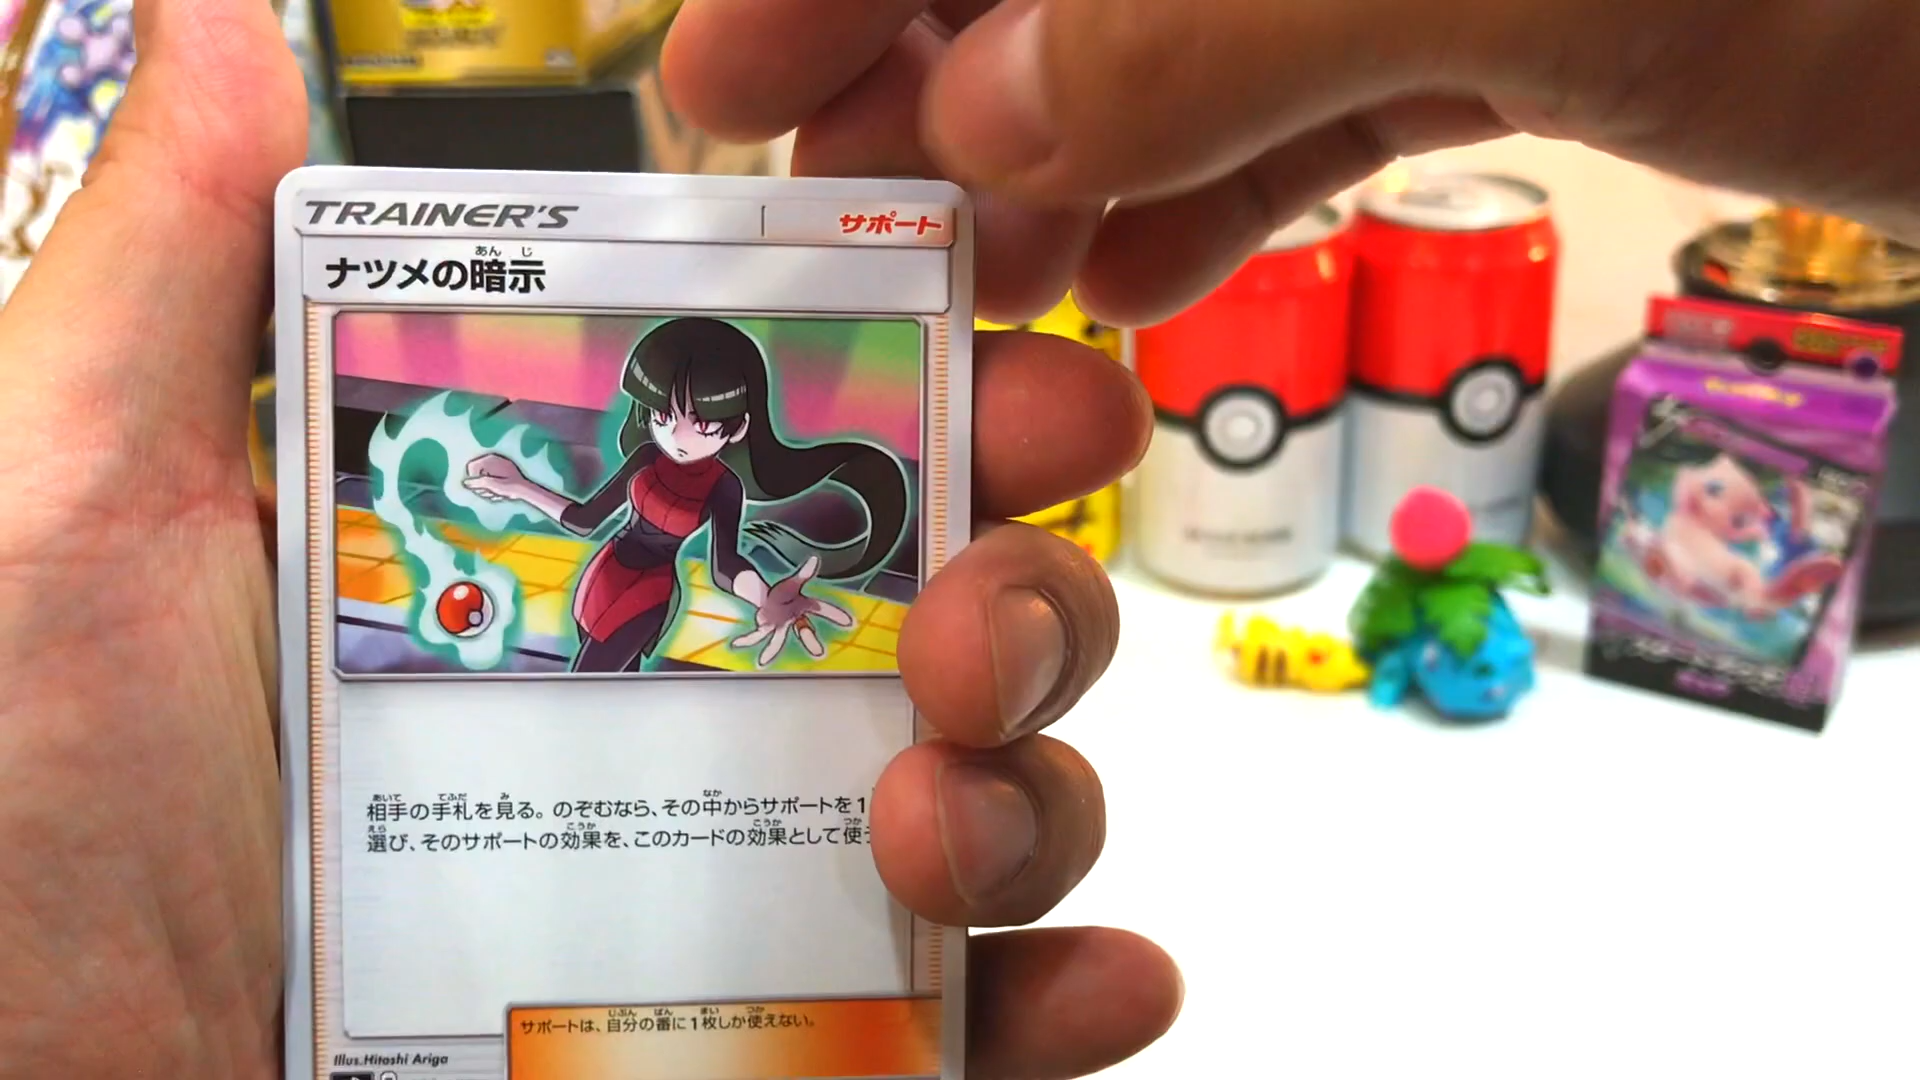 TRAINER'S
サポート
あんじ
ナツメの暗示
あいて てふだ み なか
相手の手札を見る。のぞむなら、その中からサポートを1
えら こうか こうか つか
選び、そのサポートの効果を、このカードの効果として使
じぶん ばん まい つか
サポートは、自分の番に1枚しか使えない。
Illus.Hitoshi Ariga